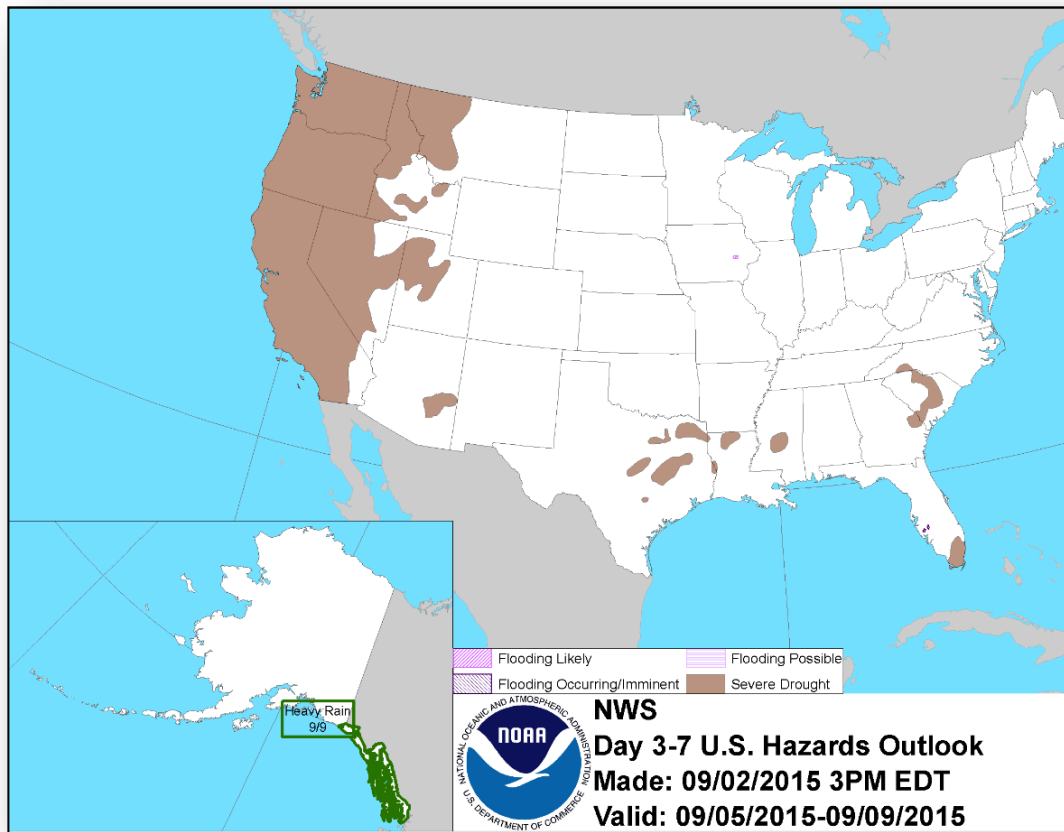 Heavy Rain
9/9
Flooding Likely
Flooding Possible
Flooding Occurring/Imminent
Severe Drought
NATIONAL OCEANIC AND ATMOSPHERIC ADMINISTRATION
NOAA
U.S. DEPARTMENT OF COMMERCE
NWS
Day 3-7 U.S. Hazards Outlook
Made: 09/02/2015 3PM EDT
Valid: 09/05/2015-09/09/2015